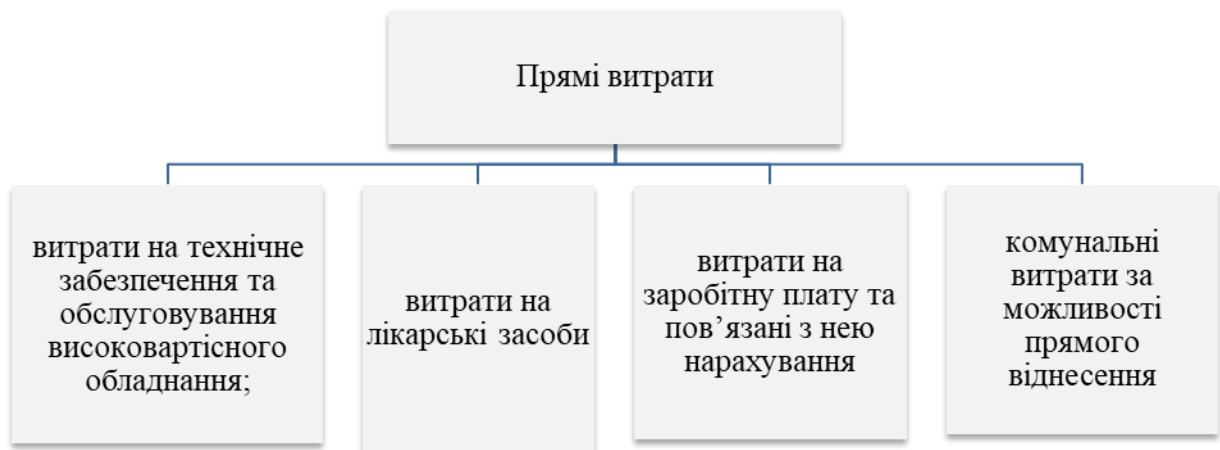 Прямі витрати
витрати на технічне
забезпечення та
обслуговування
високовартісного
обладнання;
витрати на
лікарські засоби
витрати на
заробітну плату та
пов’язані з нею
нарахування
комунальні
витрати за
можливості
прямого
віднесення